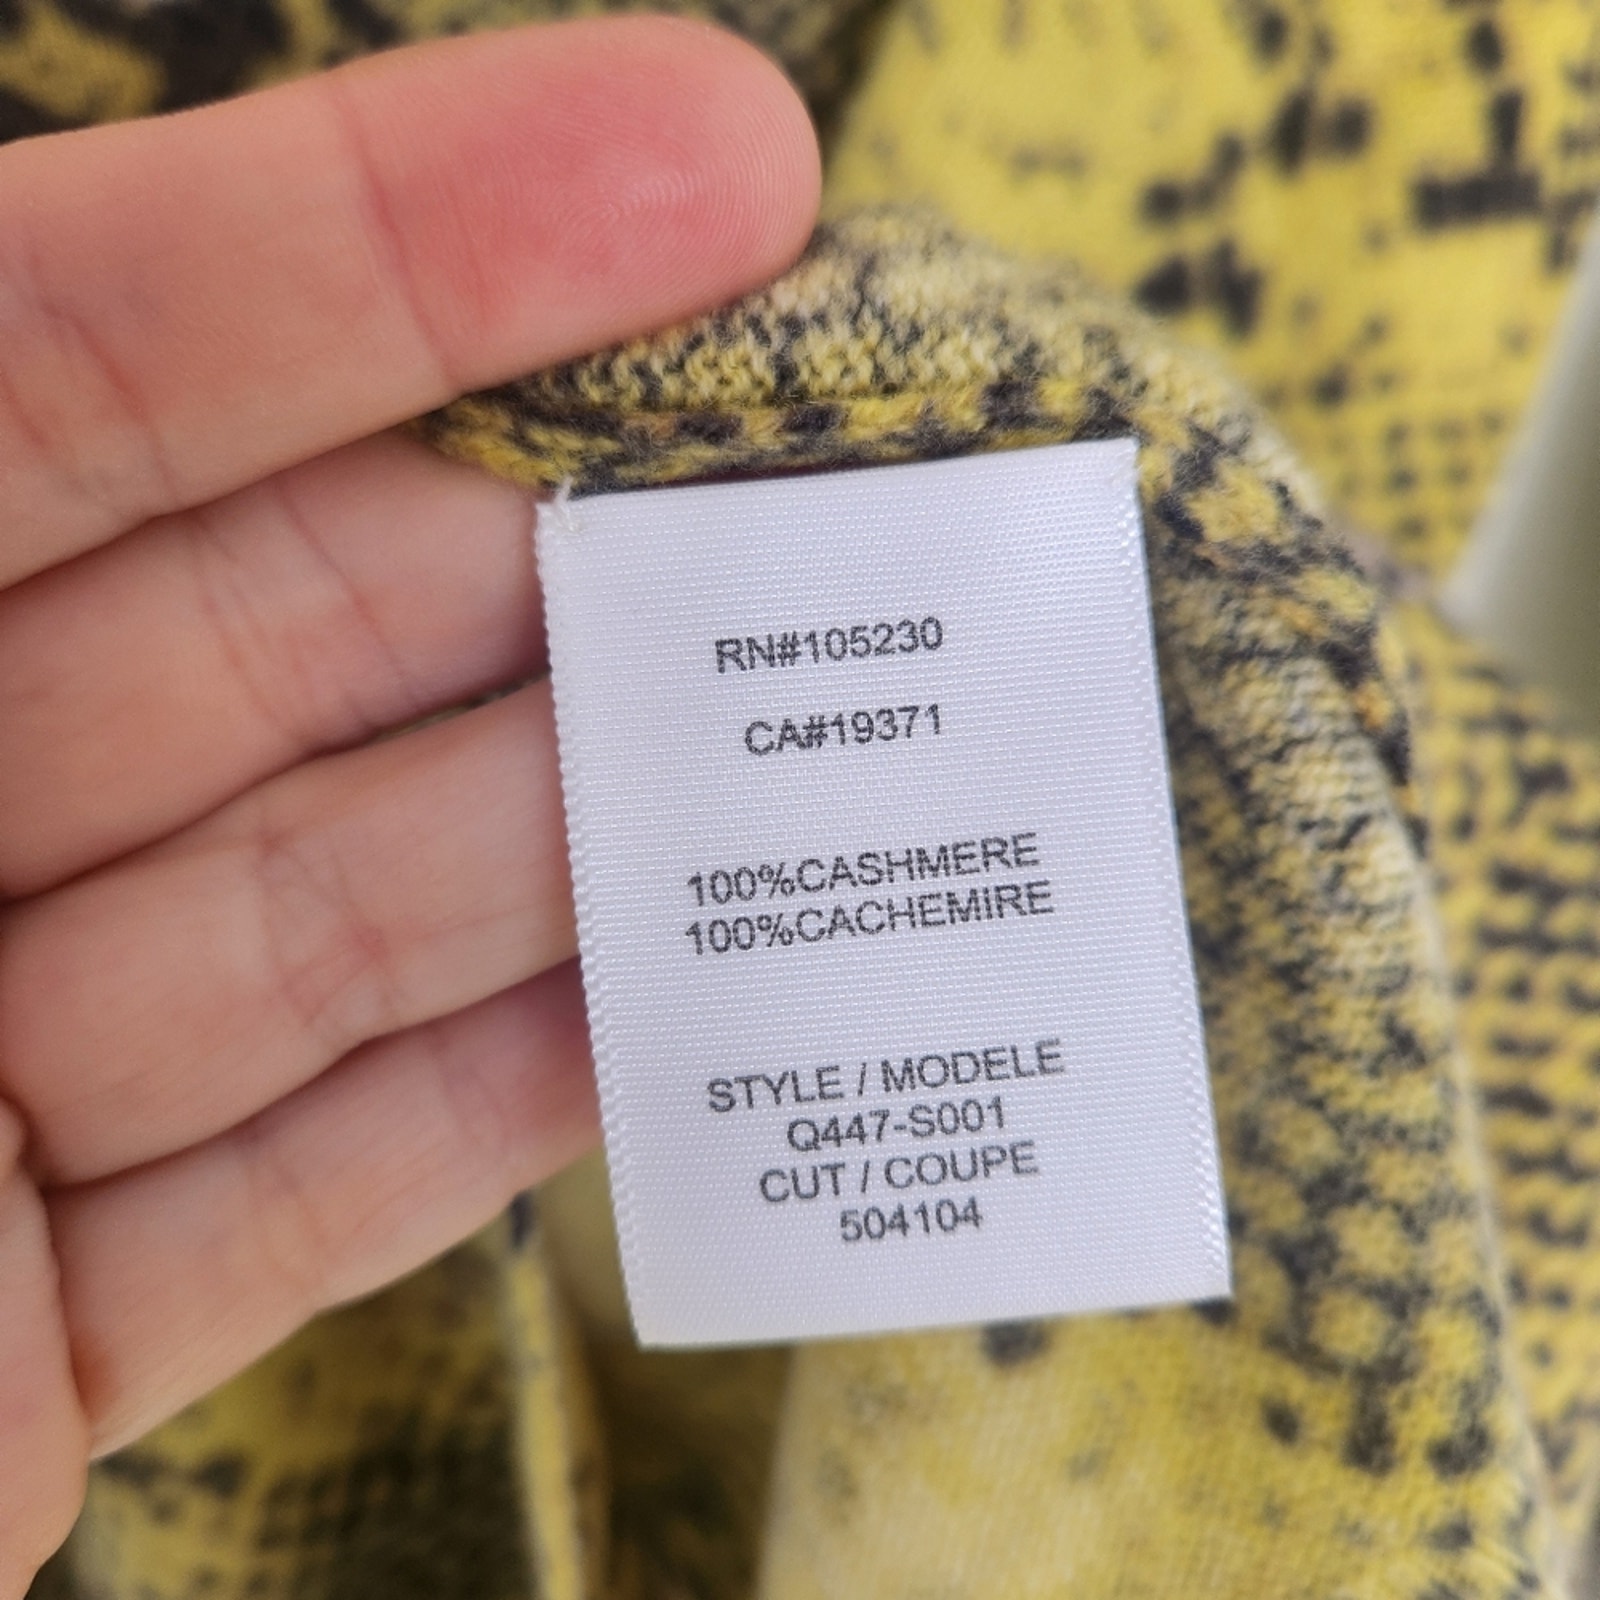 RN#105230
CA#19371
100%CASHMERE
100%CACHEMIRE
STYLE / MODELE
Q447-S001
CUT / COUPE
504104